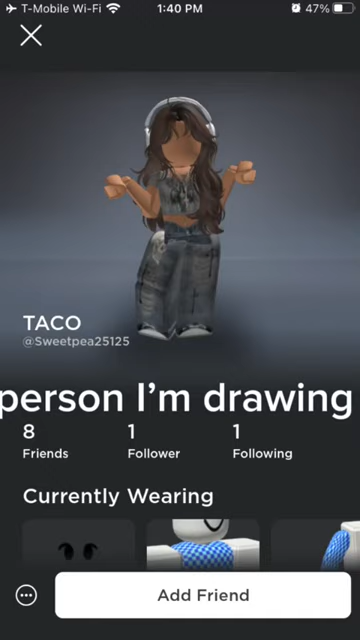 T-Mobile Wi-Fi 1:40 PM 47%
TACO
@Sweetpea25125
person I'm drawing
8 1 1
Friends Follower Following
Currently Wearing
Add Friend